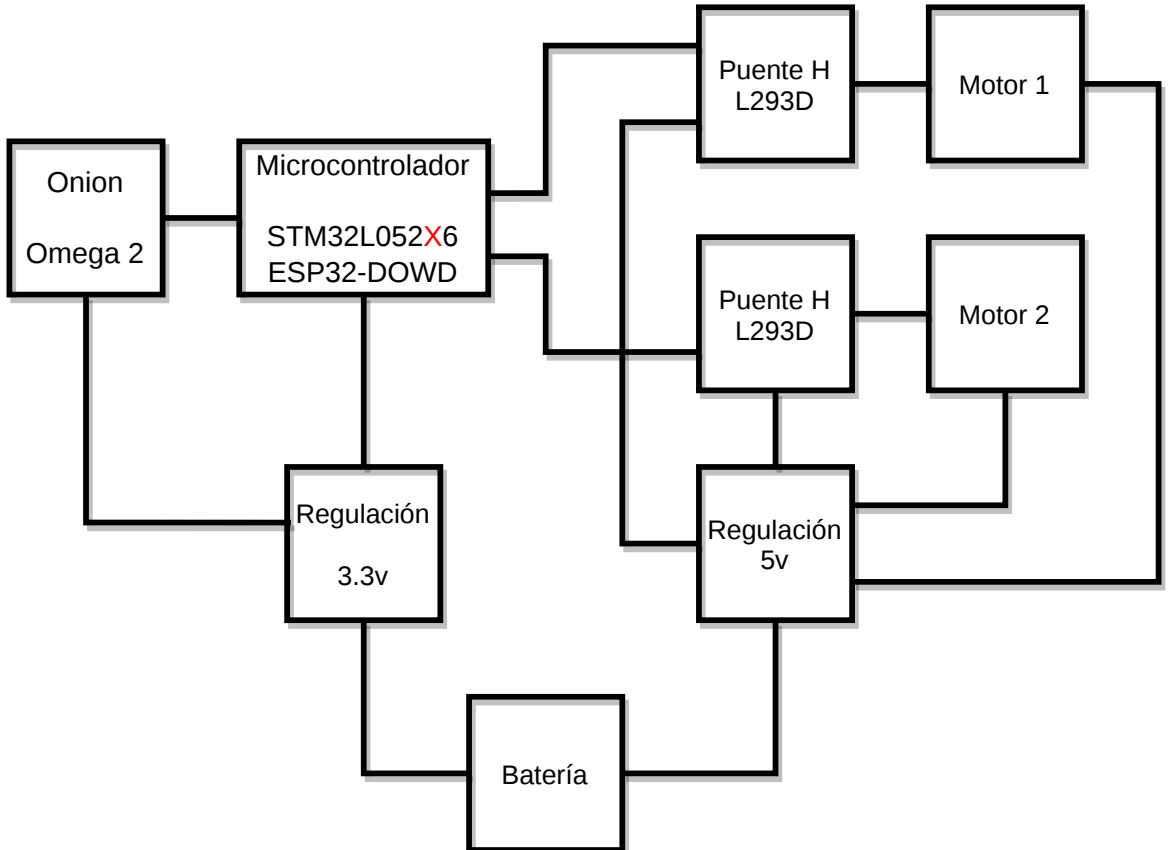 Puente H
L293D
Motor 1
Onion
Omega 2
Microcontrolador
STM32L052X6
ESP32-DOWD
Puente H
L293D
Motor 2
Regulación
3.3v
Regulación
5v
Batería